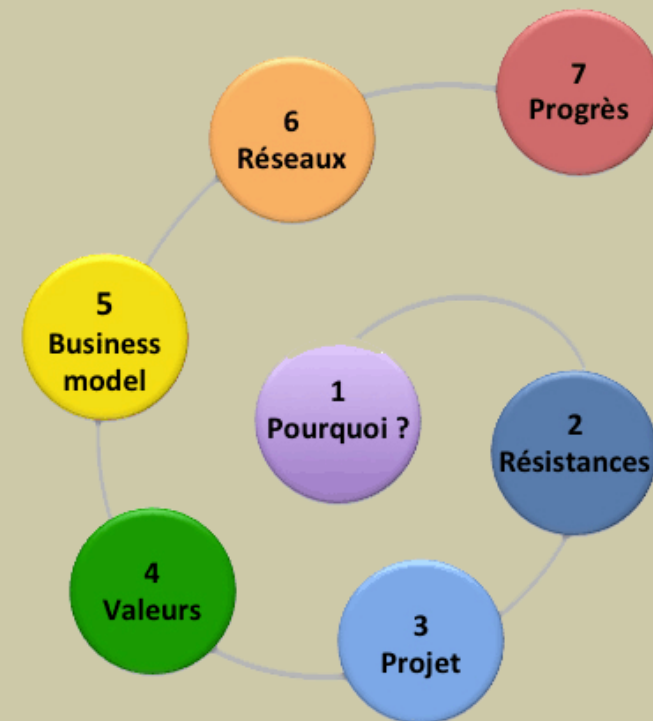 1
Pourquoi ?
2
Résistances
3
Projet
4
Valeurs
5
Business
model
6
Réseaux
7
Progrès